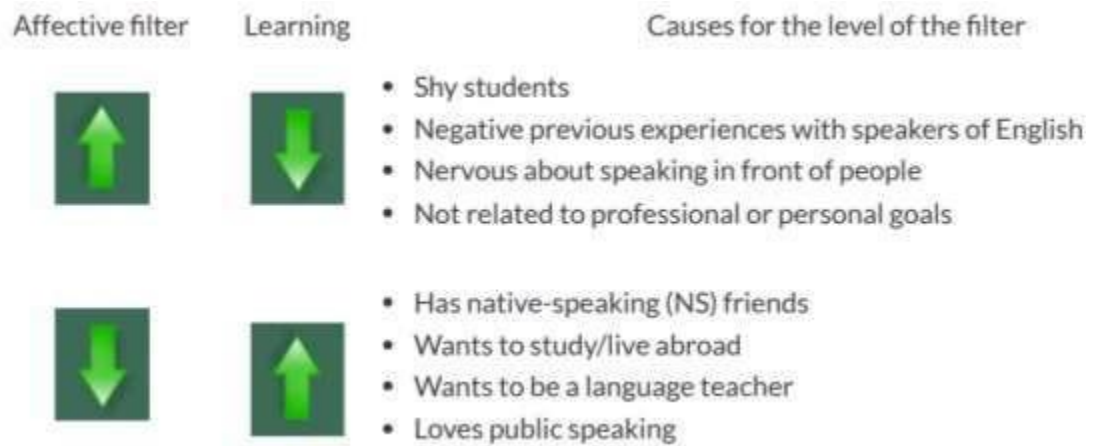 Affective filter Learning Causes for the level of the filter
• Shy students
• Negative previous experiences with speakers of English
• Nervous about speaking in front of people
• Not related to professional or personal goals
• Has native-speaking (NS) friends
• Wants to study/live abroad
• Wants to be a language teacher
• Loves public speaking